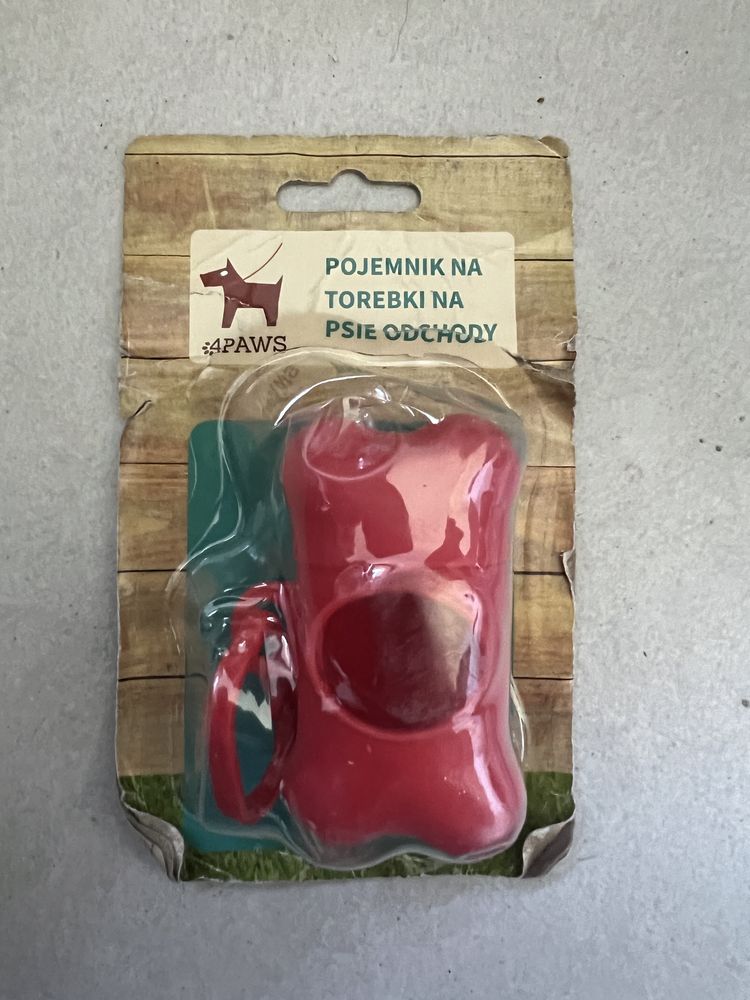 POJEMNIK NA
TOREBKI NA
PSIE ODCHODY
4PAWS